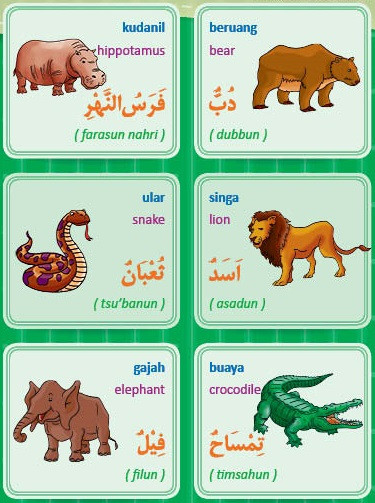 kudanil
hippotamus
فَرَسُ النَّهْرِ
( farasun nahri )
beruang
bear
دُبٌّ
( dubbun )
ular
snake
ثُعْبَانٌ
( tsu'banun )
singa
lion
اَسَدٌ
( asadun )
gajah
elephant
فِيْلٌ
( filun )
buaya
crocodile
تِمْسَاحٌ
( timsahun )